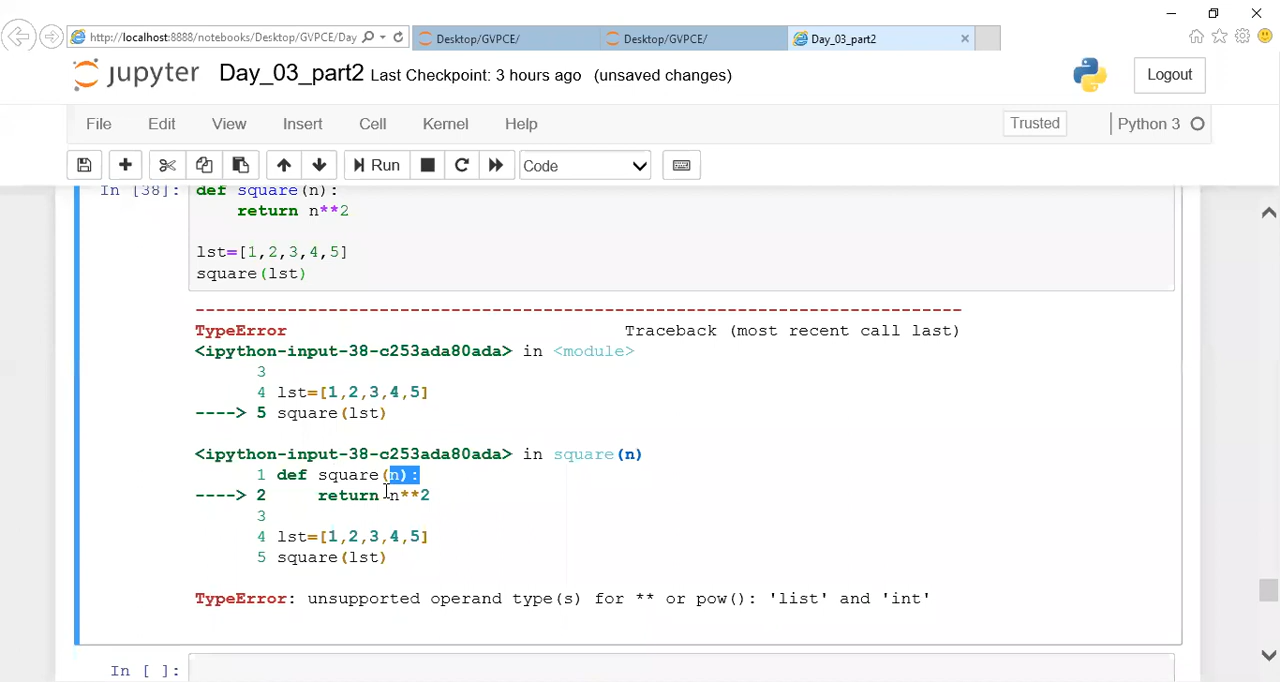 http://localhost:8888/notebooks/Desktop/GVPCE/Day
Desktop/GVPCE/
Desktop/GVPCE/
Day_03_part2
jupyter Day_03_part2 Last Checkpoint: 3 hours ago (unsaved changes)
Logout
File Edit View Insert Cell Kernel Help
Trusted
Python 3
Run
Code
In [38]: def square(n):
    return n**2
lst=[1,2,3,4,5]
square(lst)
---------------------------------------------------------------------------
TypeError Traceback (most recent call last)
<ipython-input-38-c253ada80ada> in <module>
3
4 lst=[1,2,3,4,5]
----> 5 square(lst)
<ipython-input-38-c253ada80ada> in square(n)
1 def square(n):
----> 2     return n**2
3
4 lst=[1,2,3,4,5]
5 square(lst)
TypeError: unsupported operand type(s) for ** or pow(): 'list' and 'int'
In [ ]: